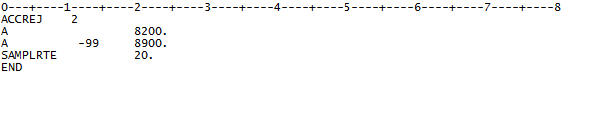 0---+----1----+----2----+----3----+----4----+----5----+----6----+----7----+----8
ACCREJ    2
A                  8200.
A          -99     8900.
SAMPLRTE           20.
END